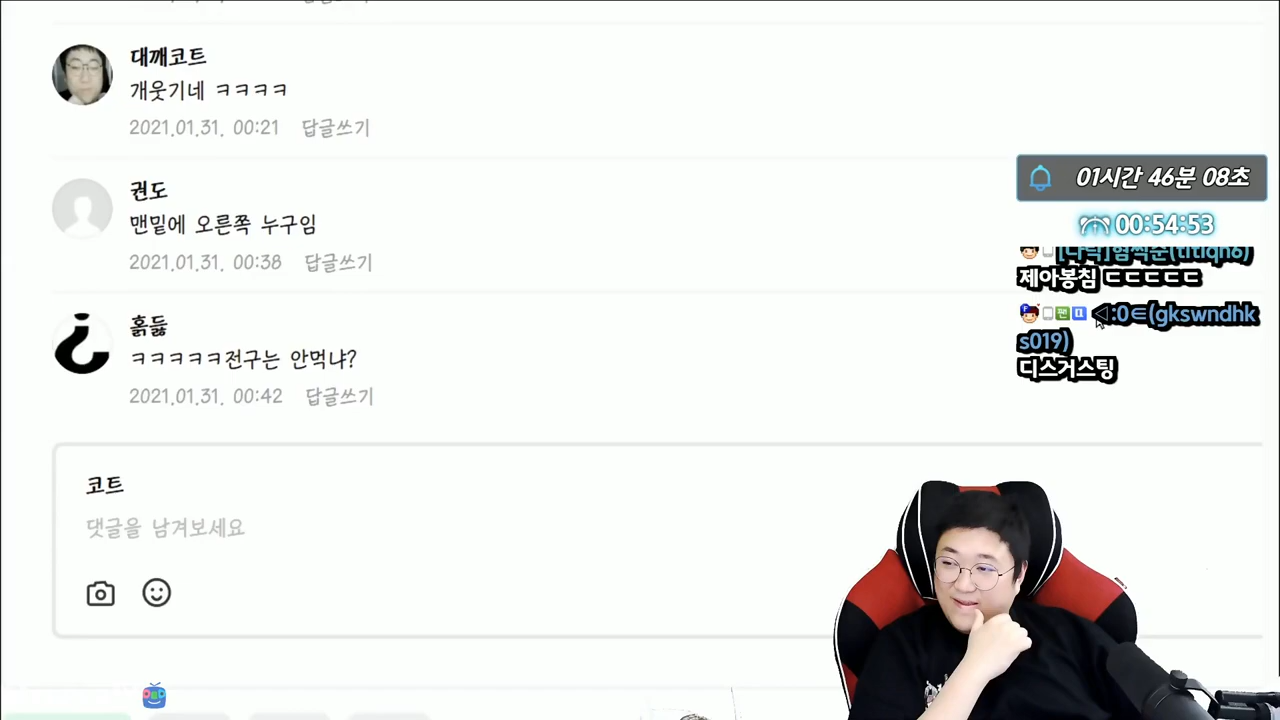 대깨코트
개웃기네 ㅋㅋㅋㅋ
2021.01.31. 00:21 답글쓰기
권도
맨밑에 오른쪽 누구임
2021.01.31. 00:38 답글쓰기
흙듫
ㅋㅋㅋㅋㅋ전구는 안먹냐?
2021.01.31. 00:42 답글쓰기
코트
댓글을 남겨보세요
01시간 46분 08초
00:54:53
제아봉침 ㄷㄷㄷㄷㄷ
팬 ◁:0∈(gkswndhk
s019)
디스거스팅